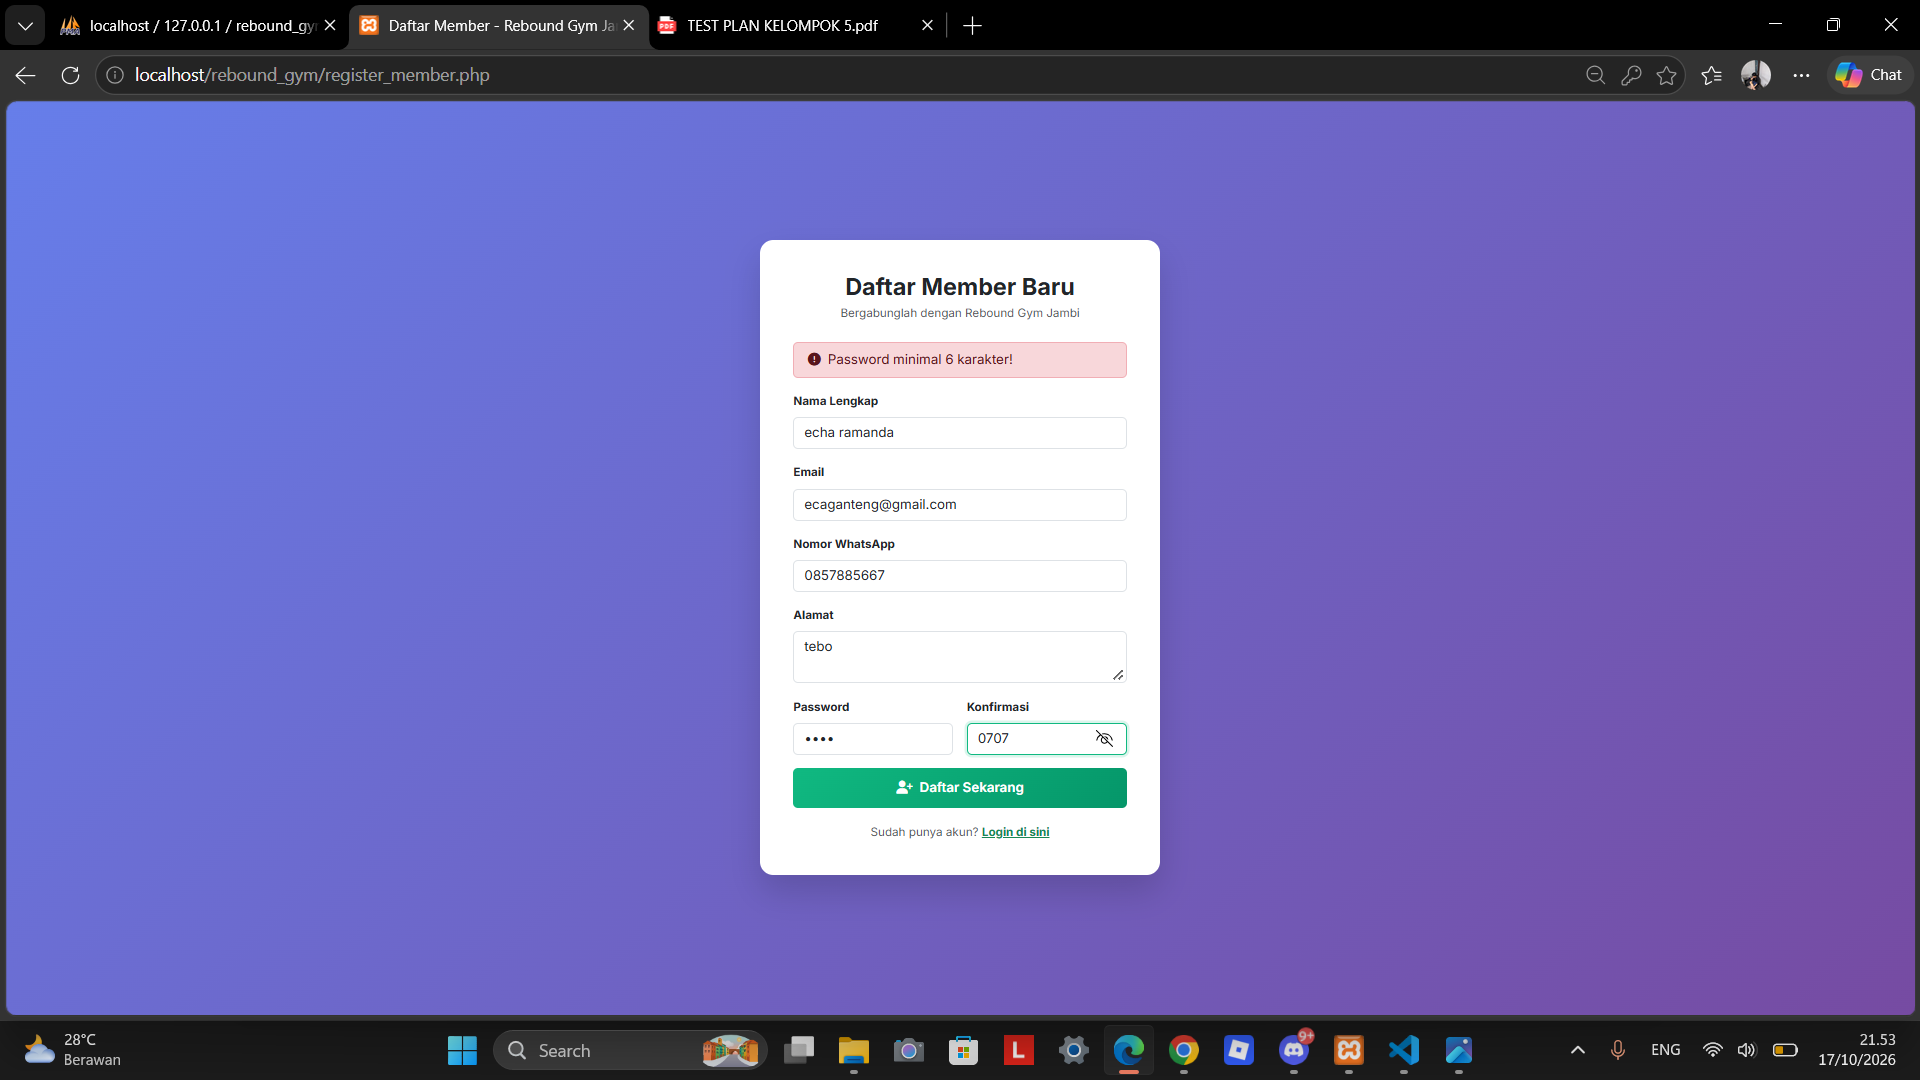 localhost / 127.0.0.1 / rebound_gy
Daftar Member - Rebound Gym Ja
TEST PLAN KELOMPOK 5.pdf
localhost/rebound_gym/register_member.php
Chat
Daftar Member Baru
Bergabunglah dengan Rebound Gym Jambi
Password minimal 6 karakter!
Nama Lengkap
echa ramanda
Email
ecaganteng@gmail.com
Nomor WhatsApp
0857885667
Alamat
tebo
Password
Konfirmasi
••••
0707
Daftar Sekarang
Sudah punya akun? Login di sini
28°C
Berawan
Search
L
9+
ENG
21.53
17/10/2026